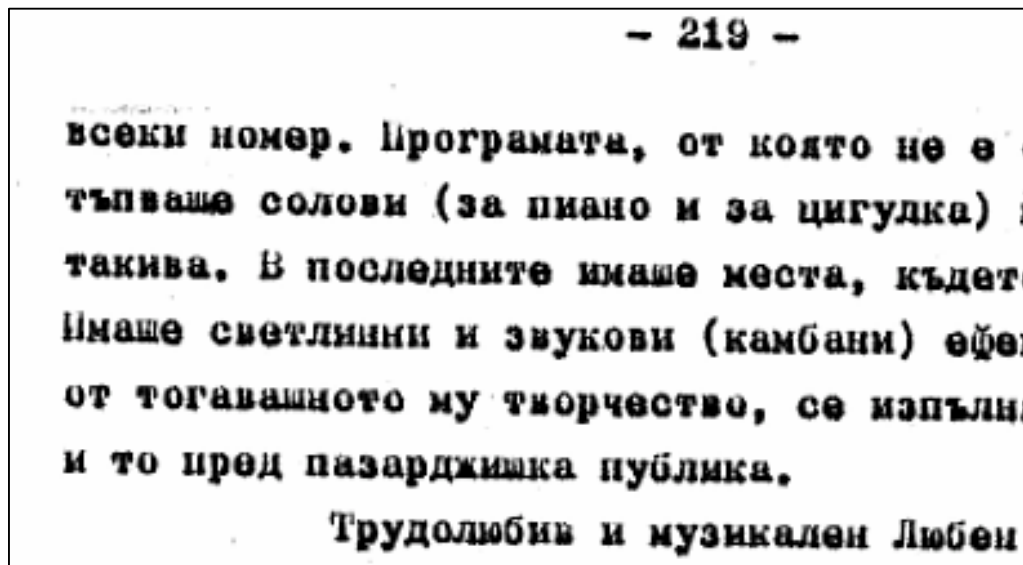 - 219 -
всеки номер. Програмата, от която не е
тъпваше солови (за пиано и за цигулка)
такива. В последните имаше места, където
Имаше светлинни и звукови (камбани) ефе
от тогавашното му творчество, се изпълн
и то пред пазарджишка публика.
Трудолюбив и музикален Любен